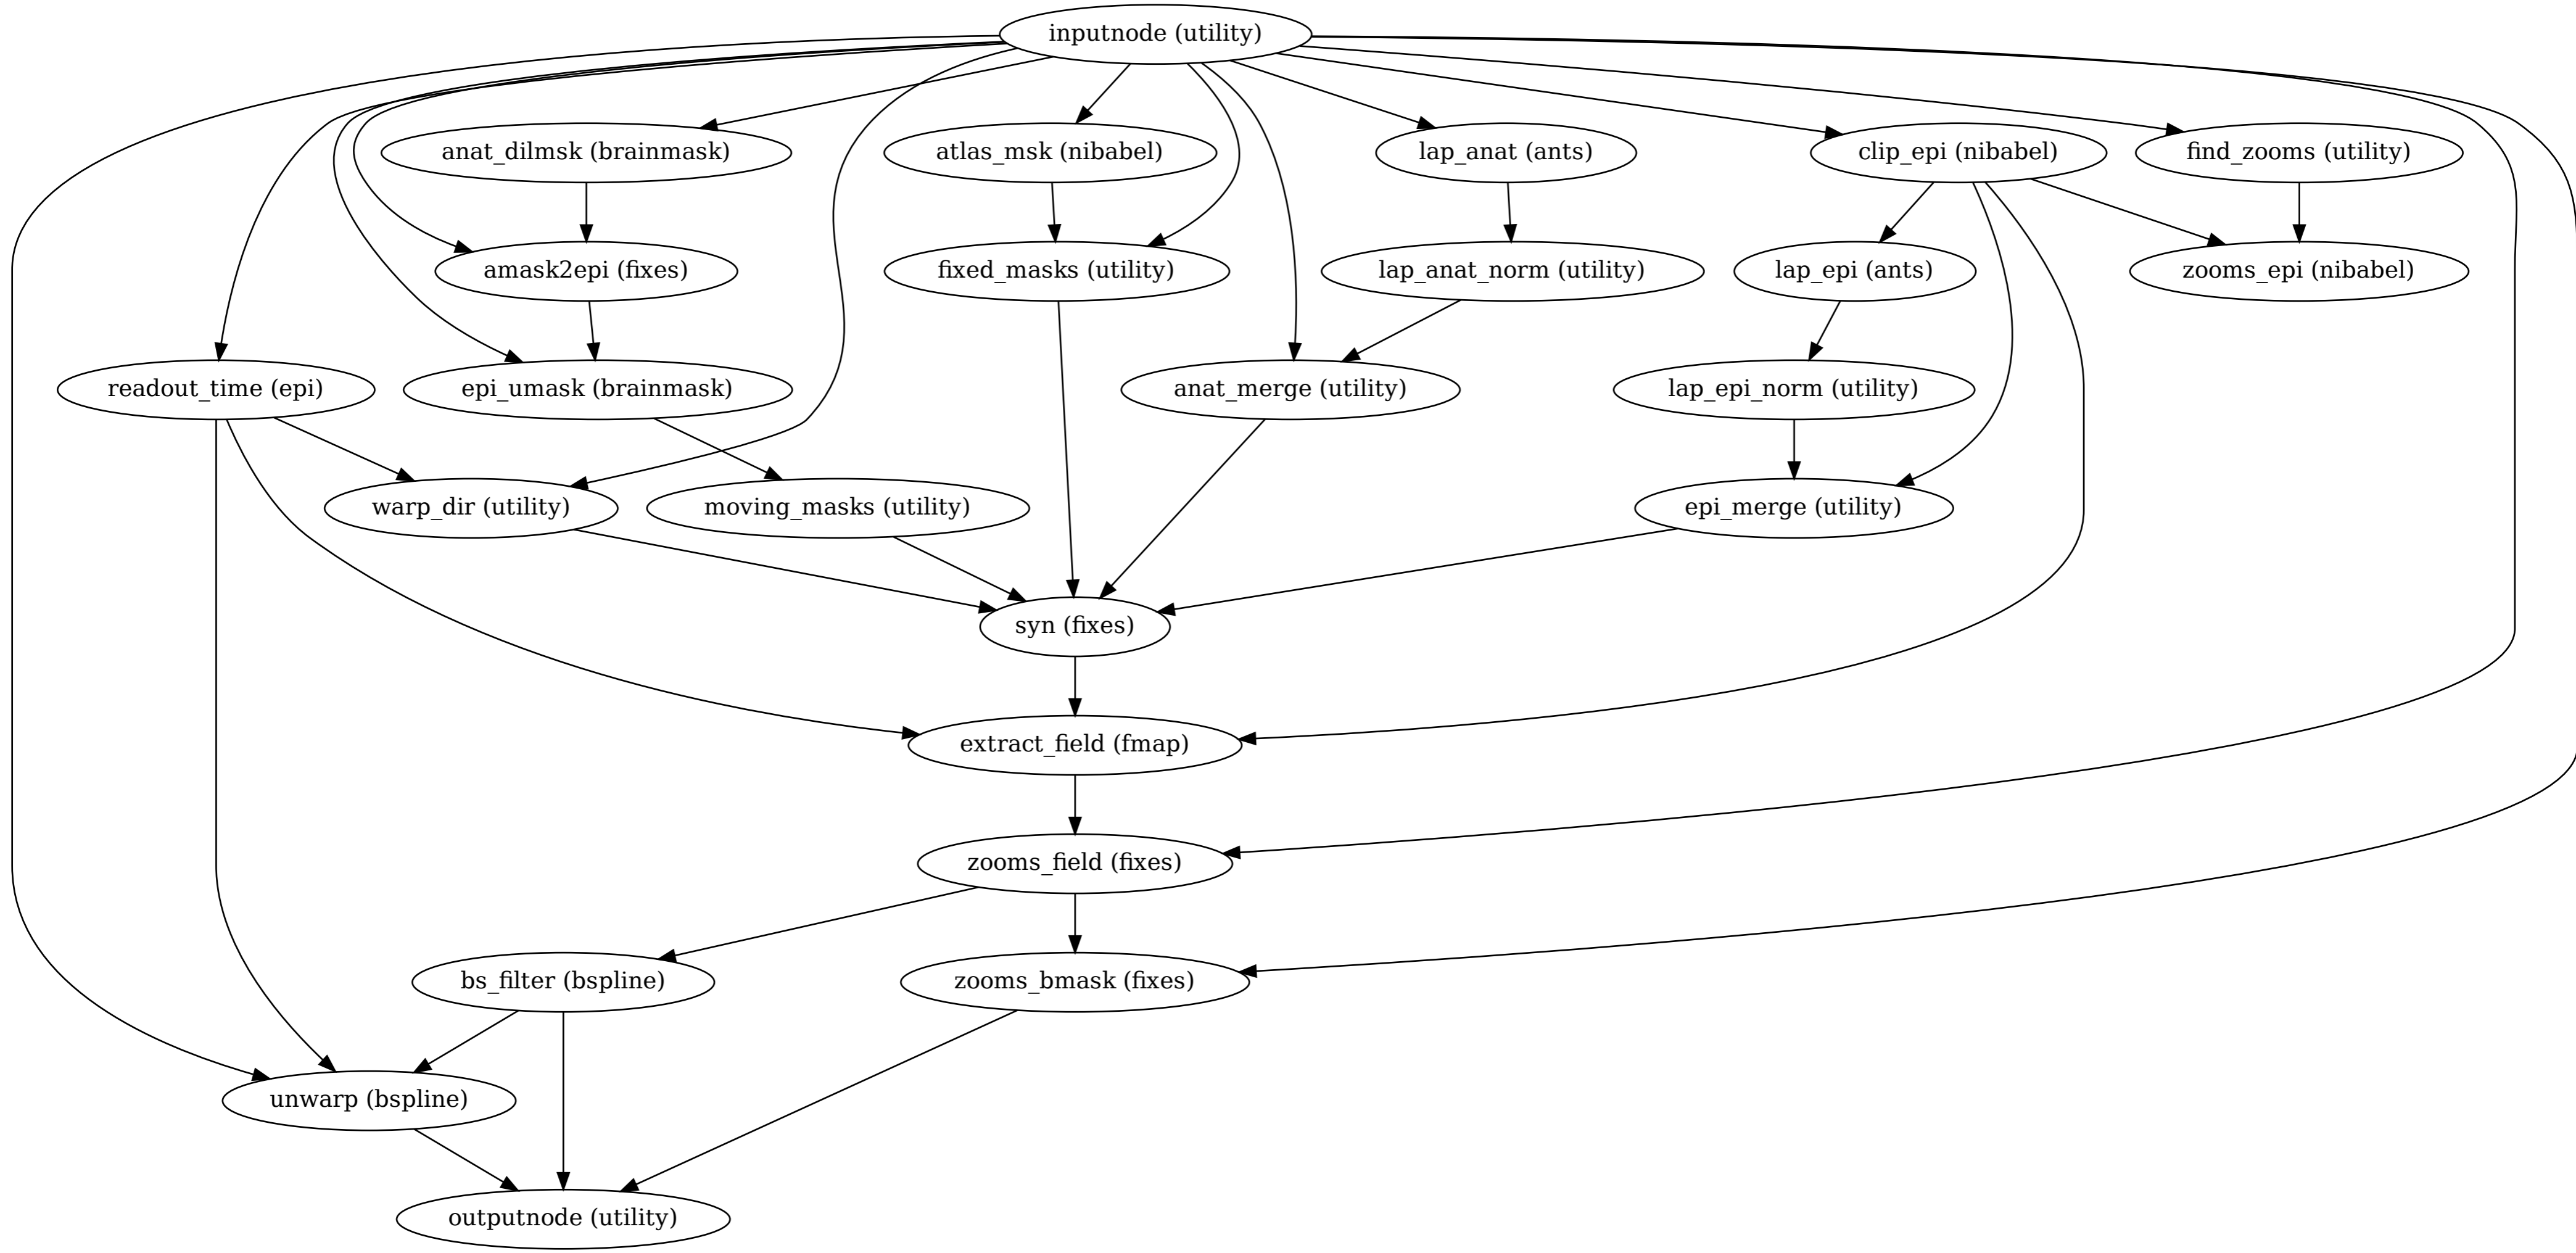 inputnode (utility)
anat_dilmsk (brainmask)
atlas_msk (nibabel)
lap_anat (ants)
clip_epi (nibabel)
find_zooms (utility)
amask2epi (fixes)
fixed_masks (utility)
lap_anat_norm (utility)
lap_epi (ants)
zooms_epi (nibabel)
readout_time (epi)
epi_umask (brainmask)
anat_merge (utility)
lap_epi_norm (utility)
warp_dir (utility)
moving_masks (utility)
epi_merge (utility)
syn (fixes)
extract_field (fmap)
zooms_field (fixes)
bs_filter (bspline)
zooms_bmask (fixes)
unwarp (bspline)
outputnode (utility)